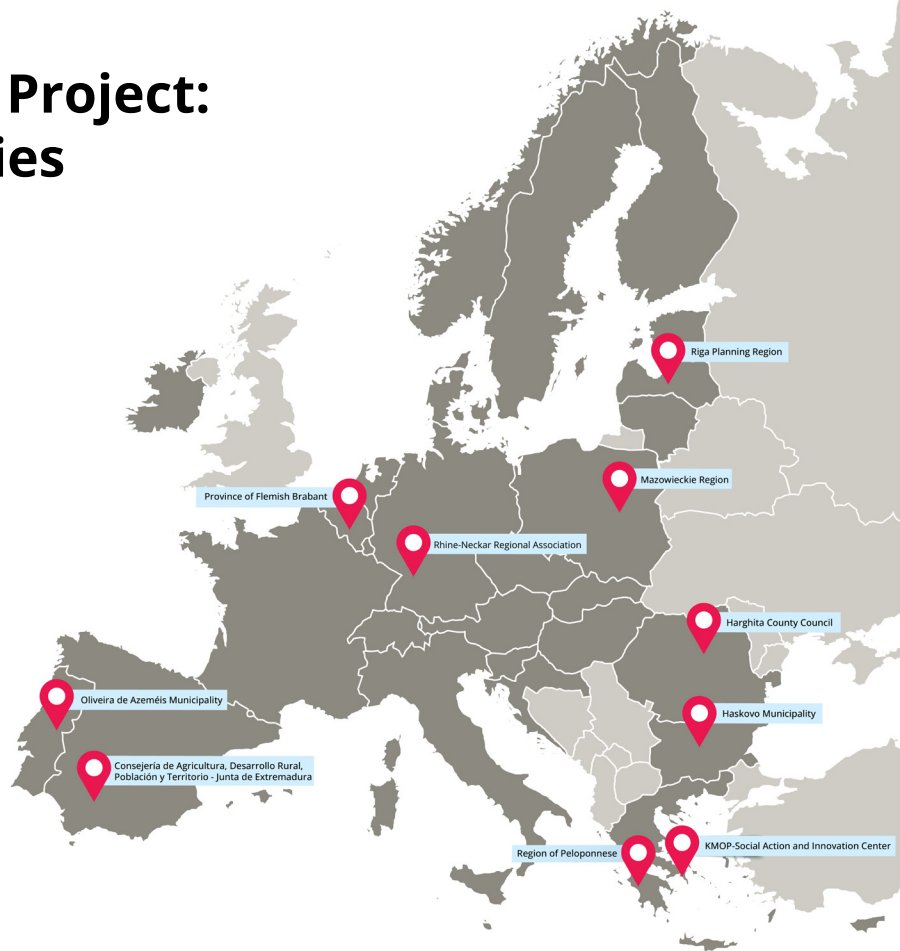 Project:
ies
Riga Planning Region
Mazowieckie Region
Province of Flemish Brabant
Rhine-Neckar Regional Association
Harghita County Council
Oliveira de Azeméis Municipality
Haskovo Municipality
Consejería de Agricultura, Desarrollo Rural,
Población y Territorio - Junta de Extremadura
KMOP-Social Action and Innovation Center
Region of Peloponnese